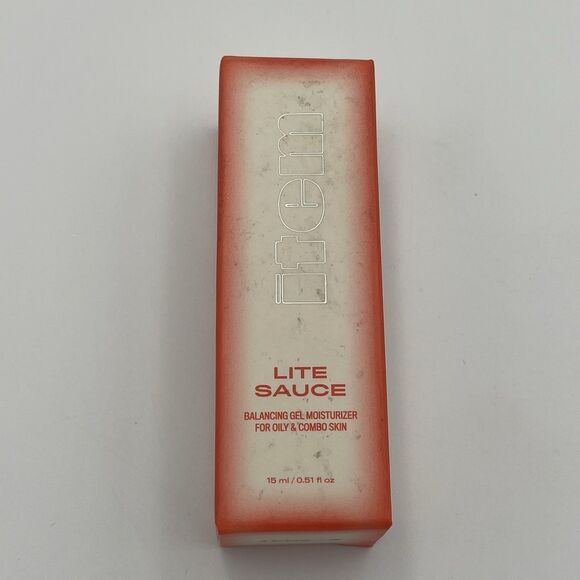 item
LITE
SAUCE
BALANCING GEL MOISTURIZER
FOR OILY & COMBO SKIN
15 ml / 0.51 fl oz